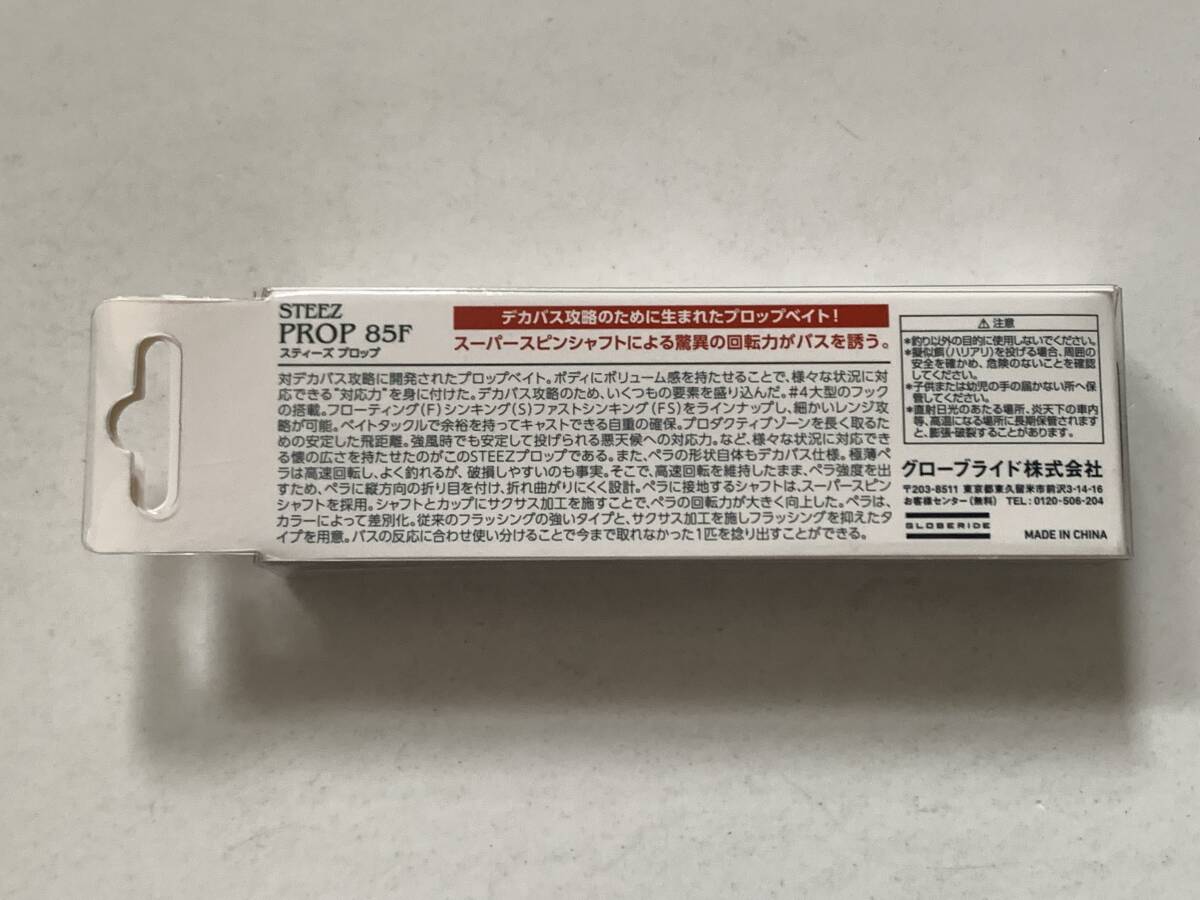 STEEZ
PROP 85F
スティーズ プロップ
デカバス攻略のために生まれたプロップベイト!
スーパースピンシャフトによる驚異の回転力がバスを誘う。
対デカバス攻略に開発されたプロップベイト。ボディにボリューム感を持たせることで、様々な状況に対
応できる"対応力"を身に付けた。デカバス攻略のため、いくつもの要素を盛り込んだ。#4大型のフック
の搭載。フローティング(F)シンキング(S)ファストシンキング(FS)をラインナップし、細かいレンジ攻
略が可能。ベイトタックルで余裕を持ってキャストできる自重の確保。プロダクティブゾーンを長く取るた
めの安定した飛距離。強風時でも安定して投げられる悪天候への対応力。など、様々な状況に対応でき
る懐の広さを持たせたのがこのSTEEZプロップである。また、ペラの形状自体もデカバス仕様。極薄ペ
ラは高速回転し、よく釣れるが、破損しやすいのも事実。そこで、高速回転を維持したまま、ペラ強度を出
すため、ペラに縦方向の折り目を付け、折れ曲がりにくく設計。ペラに接地するシャフトは、スーパースピン
シャフトを採用。シャフトとカップにサクサス加工を施すことで、ペラの回転力が大きく向上した。ペラは、
カラーによって差別化。従来のフラッシングの強いタイプと、サクサス加工を施しフラッシングを抑えたタ
イプを用意。バスの反応に合わせ使い分けることで今まで取れなかった1匹を捻り出すことができる。
⚠ 注意
*釣り以外の目的に使用しないでください。
*擬似餌(ハリアリ)を投げる場合、周囲の
安全を確かめ、危険のないことを確認
してください。
*子供または幼児の手の届かない所へ保
管してください。
*直射日光のあたる場所、炎天下の車内
等、高温になる場所に長期保管されます
と、膨張・破裂することがあります。
グローブライド株式会社
〒203-8511 東京都東久留米市前沢3-14-16
お客様センター(無料) TEL:0120-506-204
GLOBERIDE
MADE IN CHINA